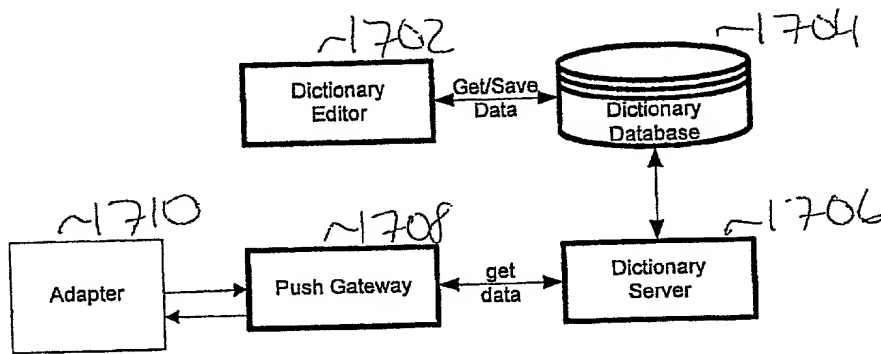 ~1702
~1704
Dictionary
Editor
Get/Save
Data
Dictionary
Database
~1710
~1708
~1706
Adapter
Push Gateway
get
data
Dictionary
Server